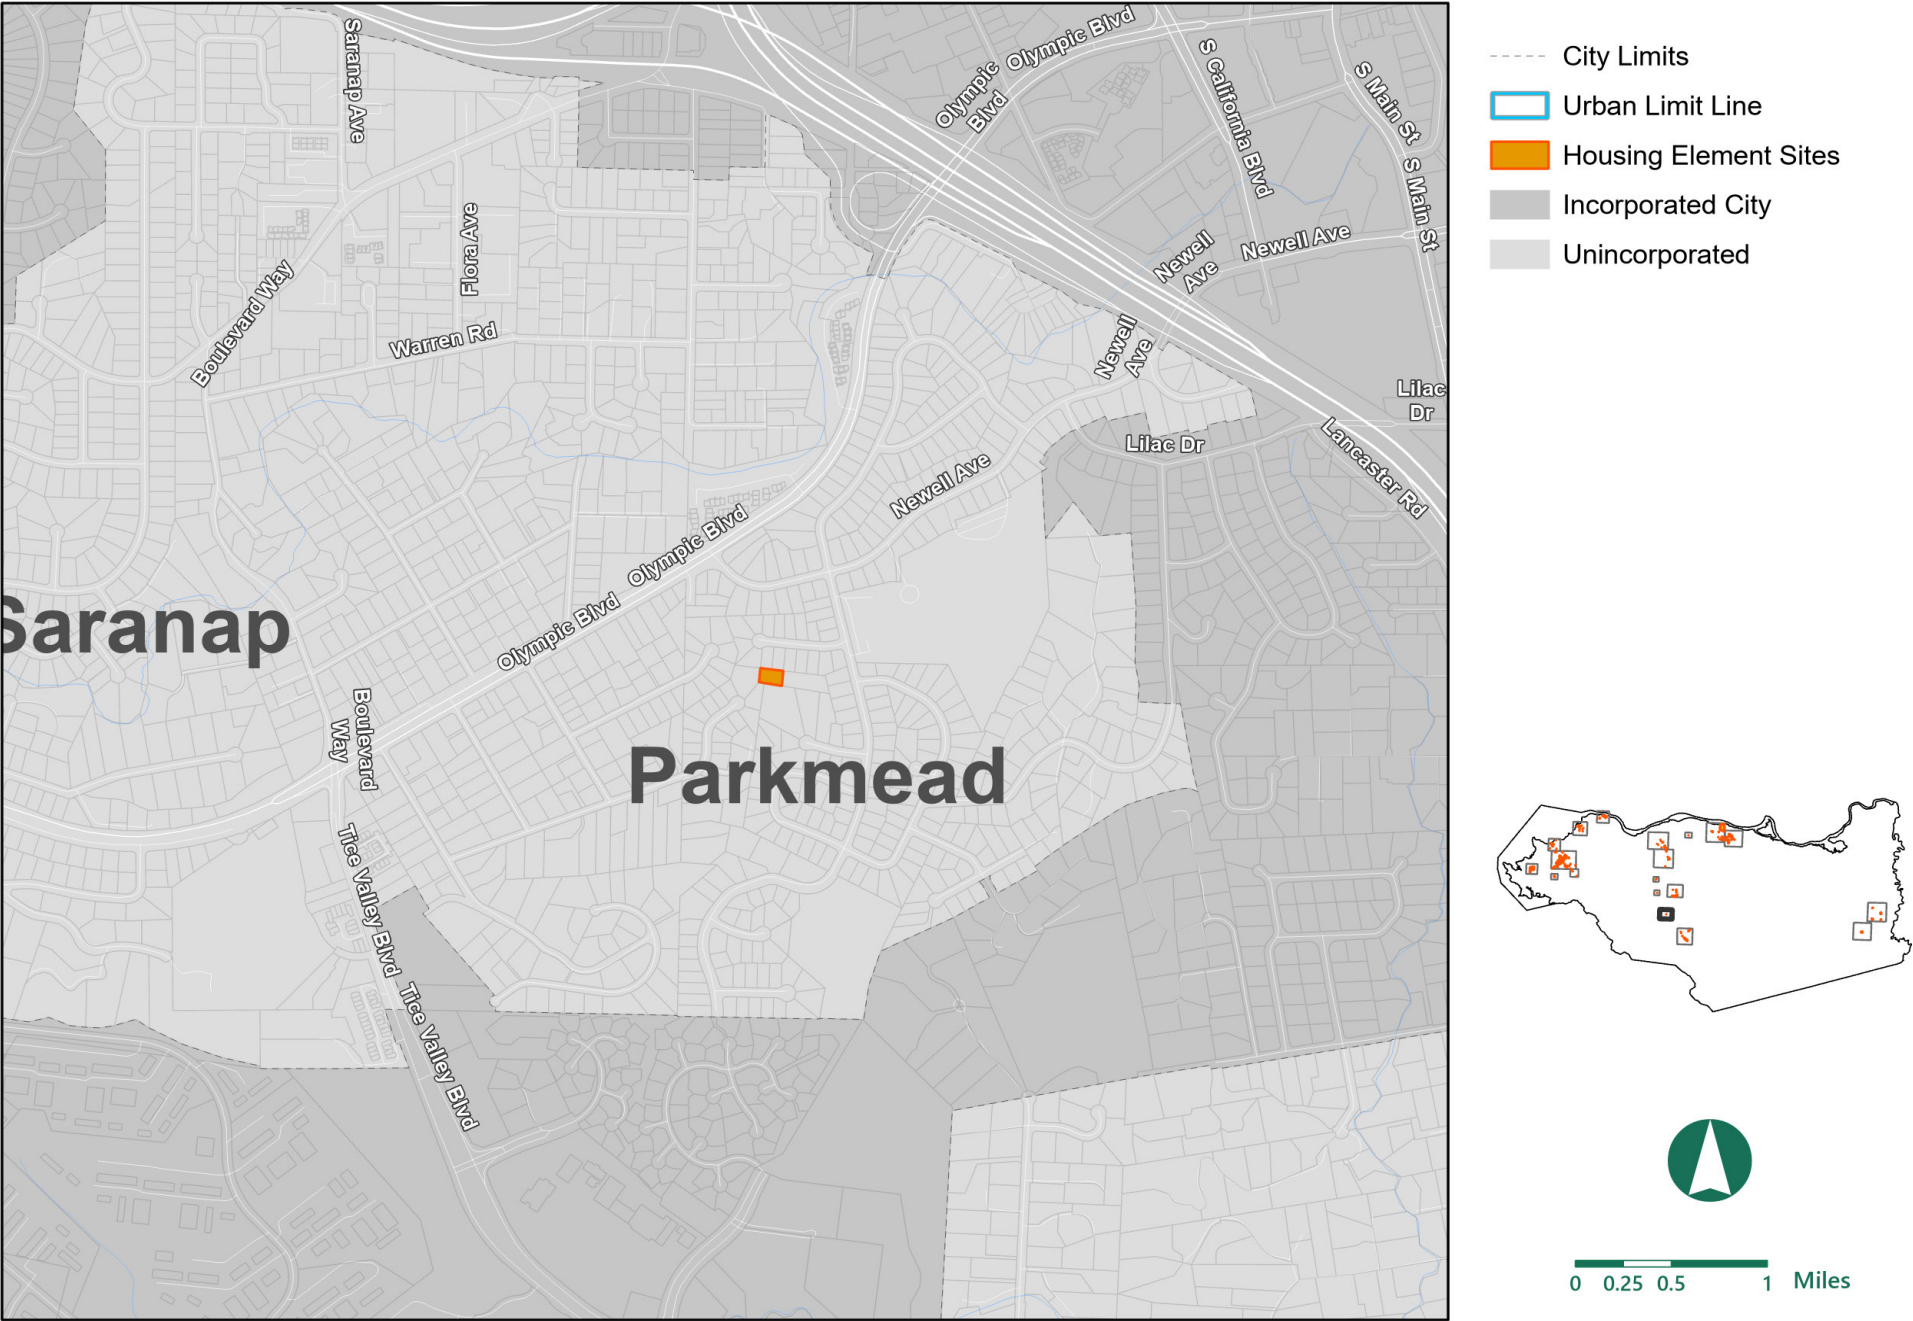 Saranap Ave
Olympic Blvd
Olympic
Blvd
S California Blvd
S Main St
S Main St
Flora Ave
Boulevard Way
Warren Rd
Newell
Ave
Newell Ave
Newell
Ave
Lilac
Dr
Lilac Dr
Lancaster Rd
Newell Ave
Olympic Blvd
Olympic Blvd
Saranap
Boulevard
Way
Parkmead
Tice Valley Blvd
Tice Valley Blvd
City Limits
Urban Limit Line
Housing Element Sites
Incorporated City
Unincorporated
0 0.25 0.5 1 Miles